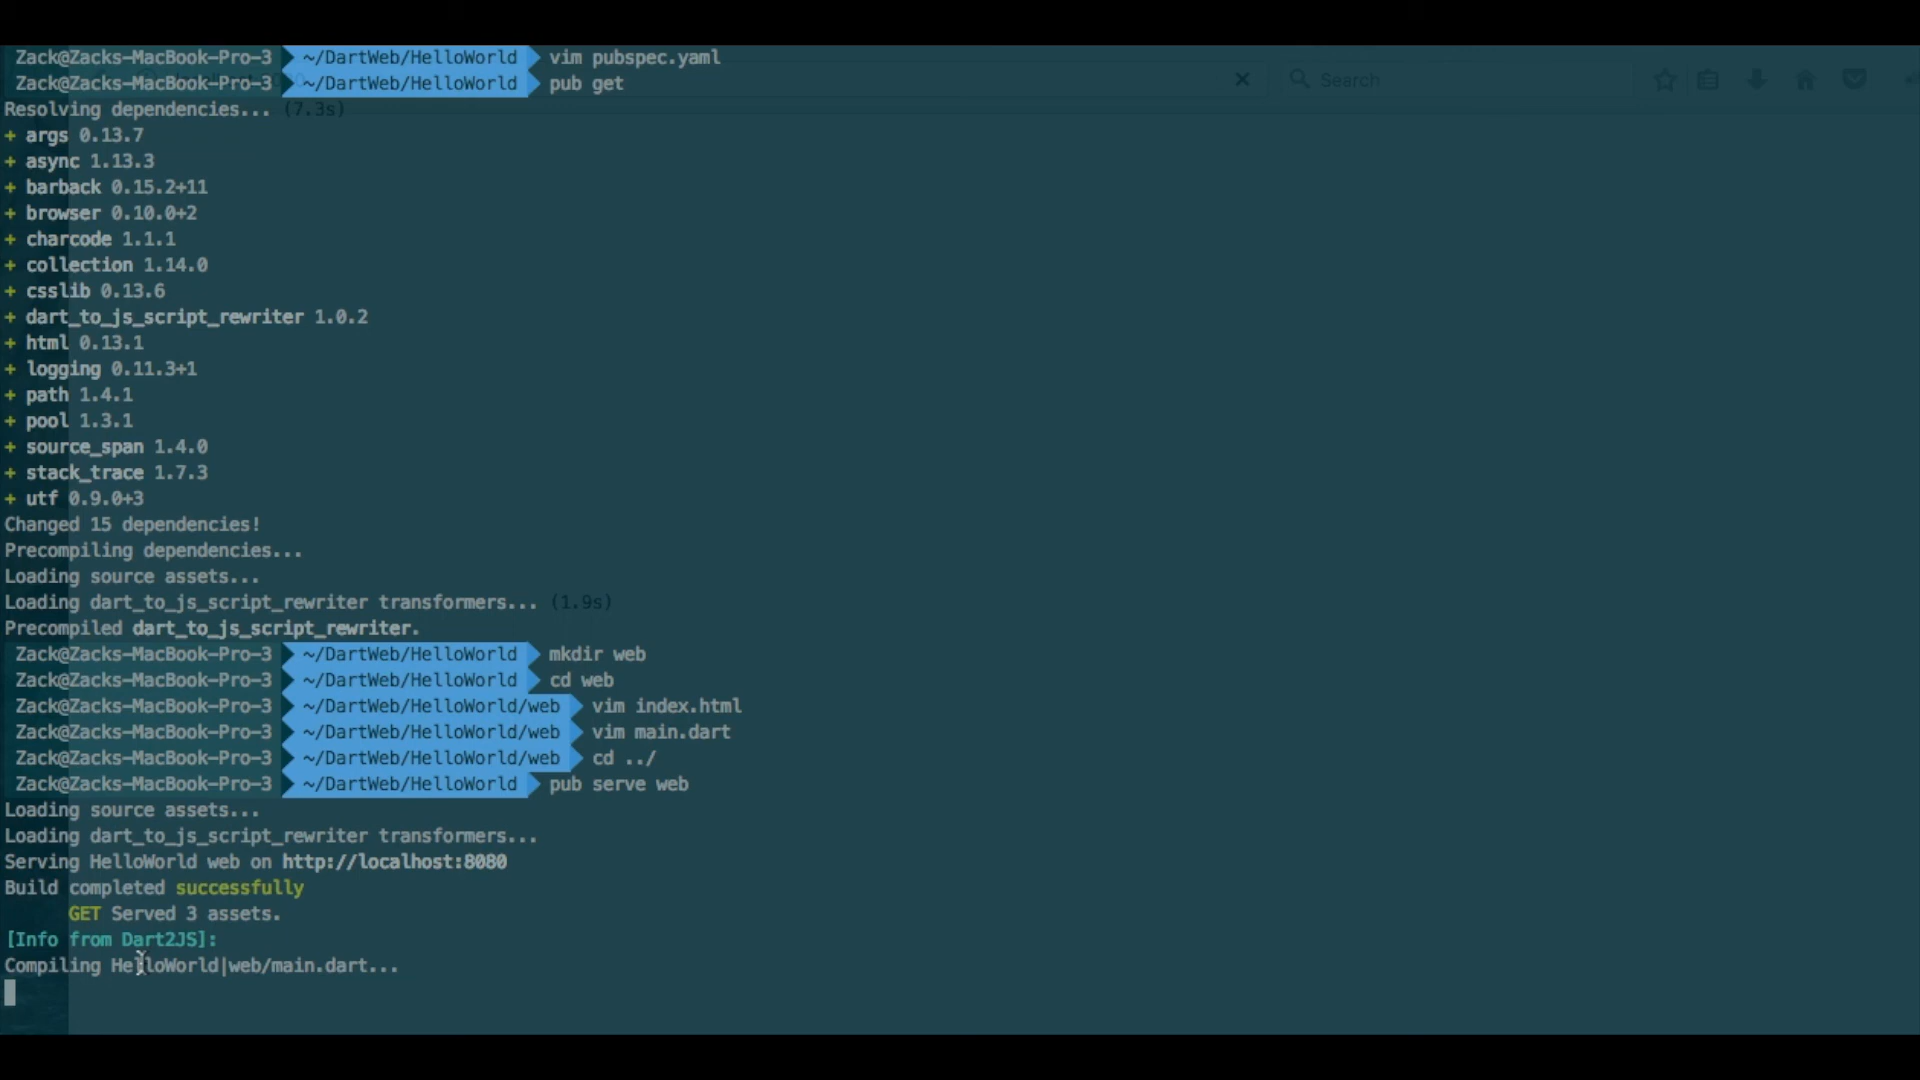 Zack@Zacks-MacBook-Pro-3 ~/DartWeb/HelloWorld vim pubspec.yaml
Zack@Zacks-MacBook-Pro-3 ~/DartWeb/HelloWorld pub get
Search
Resolving dependencies... (7.3s)
+ args 0.13.7
+ async 1.13.3
+ barback 0.15.2+11
+ browser 0.10.0+2
+ charcode 1.1.1
+ collection 1.14.0
+ csslib 0.13.6
+ dart_to_js_script_rewriter 1.0.2
+ html 0.13.1
+ logging 0.11.3+1
+ path 1.4.1
+ pool 1.3.1
+ source_span 1.4.0
+ stack_trace 1.7.3
+ utf 0.9.0+3
Changed 15 dependencies!
Precompiling dependencies...
Loading source assets...
Loading dart_to_js_script_rewriter transformers... (1.9s)
Precompiled dart_to_js_script_rewriter.
Zack@Zacks-MacBook-Pro-3 ~/DartWeb/HelloWorld mkdir web
Zack@Zacks-MacBook-Pro-3 ~/DartWeb/HelloWorld cd web
Zack@Zacks-MacBook-Pro-3 ~/DartWeb/HelloWorld/web vim index.html
Zack@Zacks-MacBook-Pro-3 ~/DartWeb/HelloWorld/web vim main.dart
Zack@Zacks-MacBook-Pro-3 ~/DartWeb/HelloWorld/web cd ../
Zack@Zacks-MacBook-Pro-3 ~/DartWeb/HelloWorld pub serve web
Loading source assets...
Loading dart_to_js_script_rewriter transformers...
Serving HelloWorld web on http://localhost:8080
Build completed successfully
GET Served 3 assets.
[Info from Dart2JS]:
Compiling HelloWorld|web/main.dart...